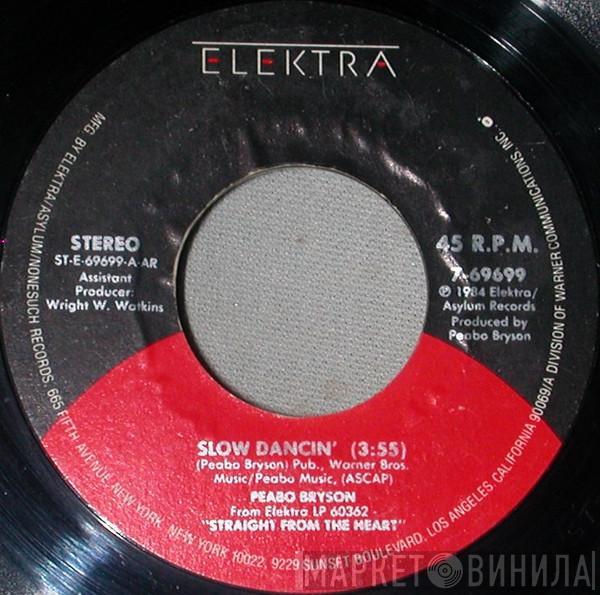 ELEKTRA
STEREO
ST-E-69699-A-AR
Assistant
Producer:
Wright W. Watkins
45 R.P.M.
7-69699
℗ 1984 Elektra/
Asylum Records
Produced by
Peabo Bryson
SLOW DANCIN' (3:55)
(Peabo Bryson) Pub., Warner Bros.
Music/Peabo Music, (ASCAP)
PEABO BRYSON
From Elektra LP 60362
"STRAIGHT FROM THE HEART"
MFG. BY ELEKTRA/ASYLUM/NONESUCH RECORDS. 665 FIFTH AVENUE, NEW YORK, NEW YORK 10022, 9229 SUNSET BOULEVARD, LOS ANGELES, CALIFORNIA 90069/A DIVISION OF WARNER COMMUNICATIONS, INC.
МАРКЕТ ВИНИЛА